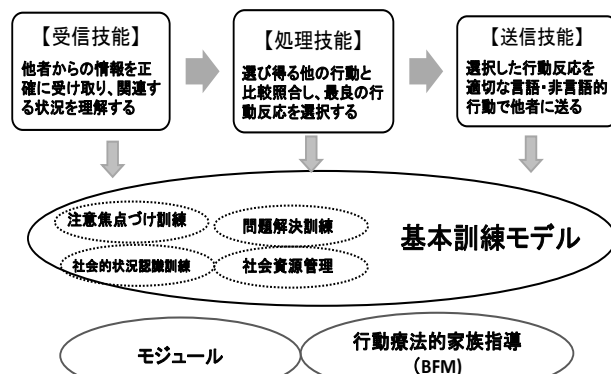 【受信技能】
他者からの情報を正
確に受け取り、関連す
る状況を理解する
【処理技能】
選び得る他の行動と
比較照合し、最良の行
動反応を選択する
【送信技能】
選択した行動反応を
適切な言語・非言語的
行動で他者に送る
注意焦点づけ訓練
問題解決訓練
社会的状況認識訓練
社会資源管理
基本訓練モデル
モジュール
行動療法的家族指導
（BFM)